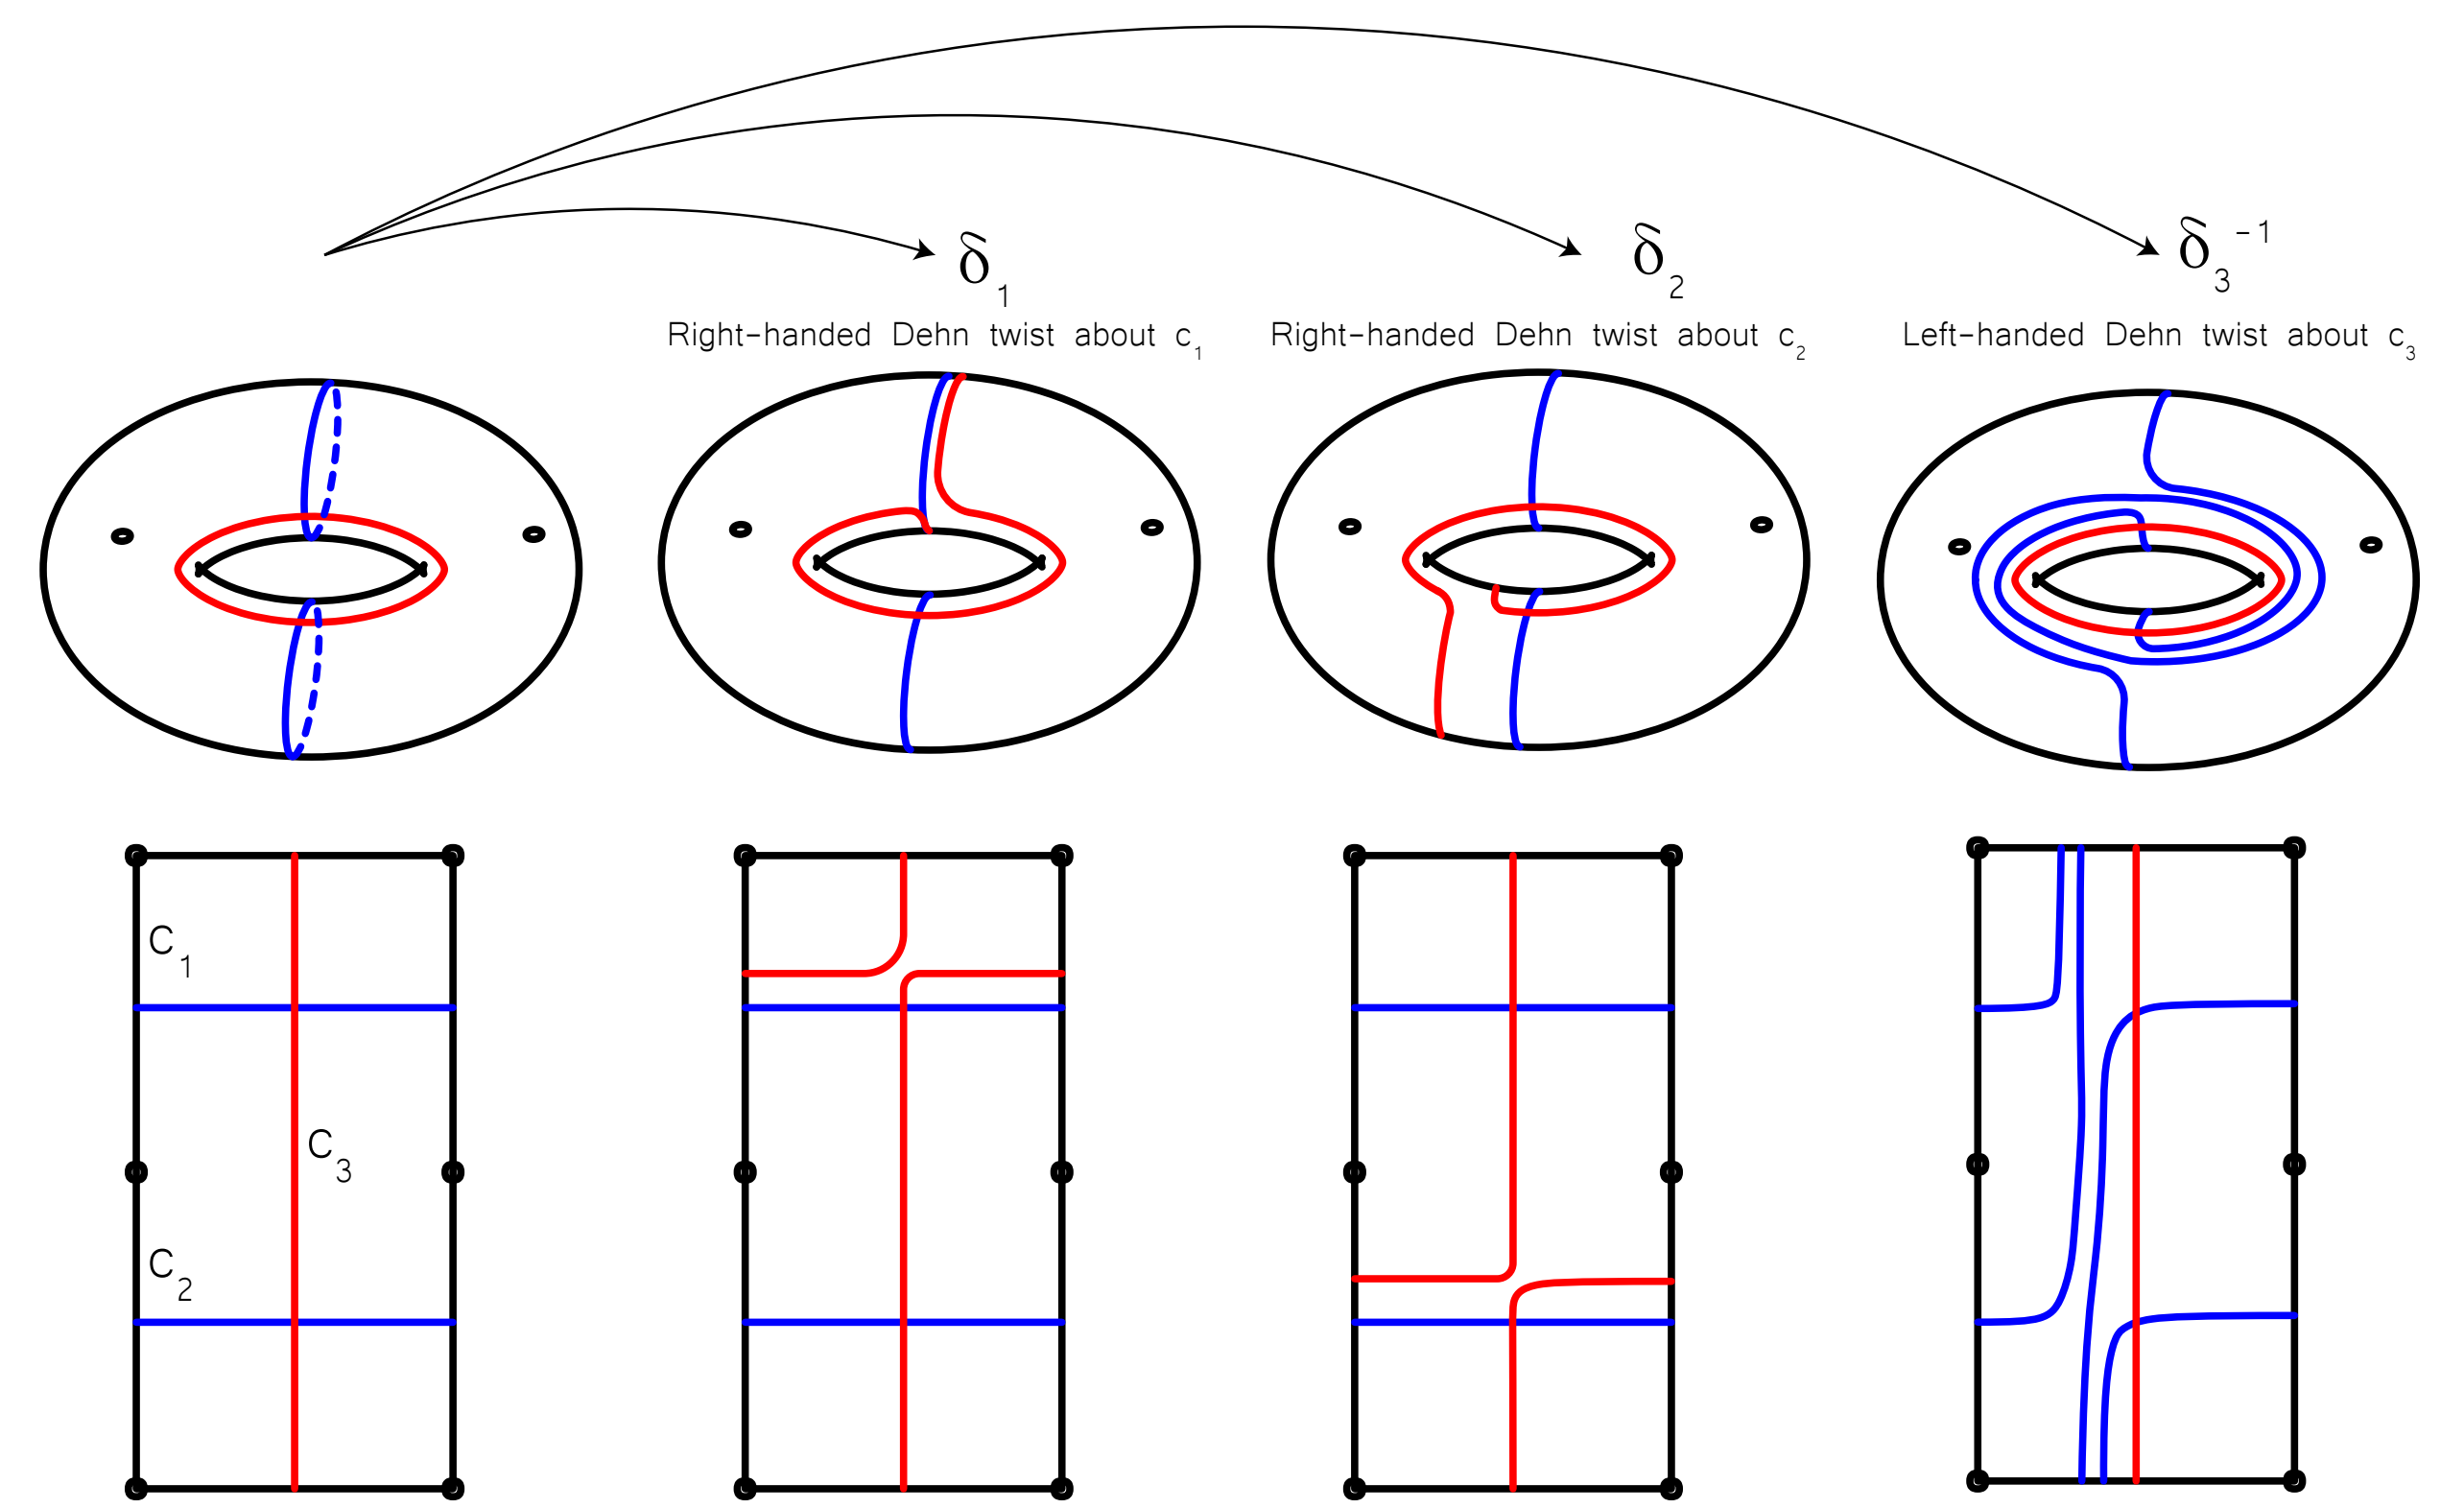 δ₁
δ₂
δ₃⁻¹
Right-handed Dehn twist about c₁
Right-handed Dehn twist about c₂
Left-handed Dehn twist about c₃
C₁
C₃
C₂